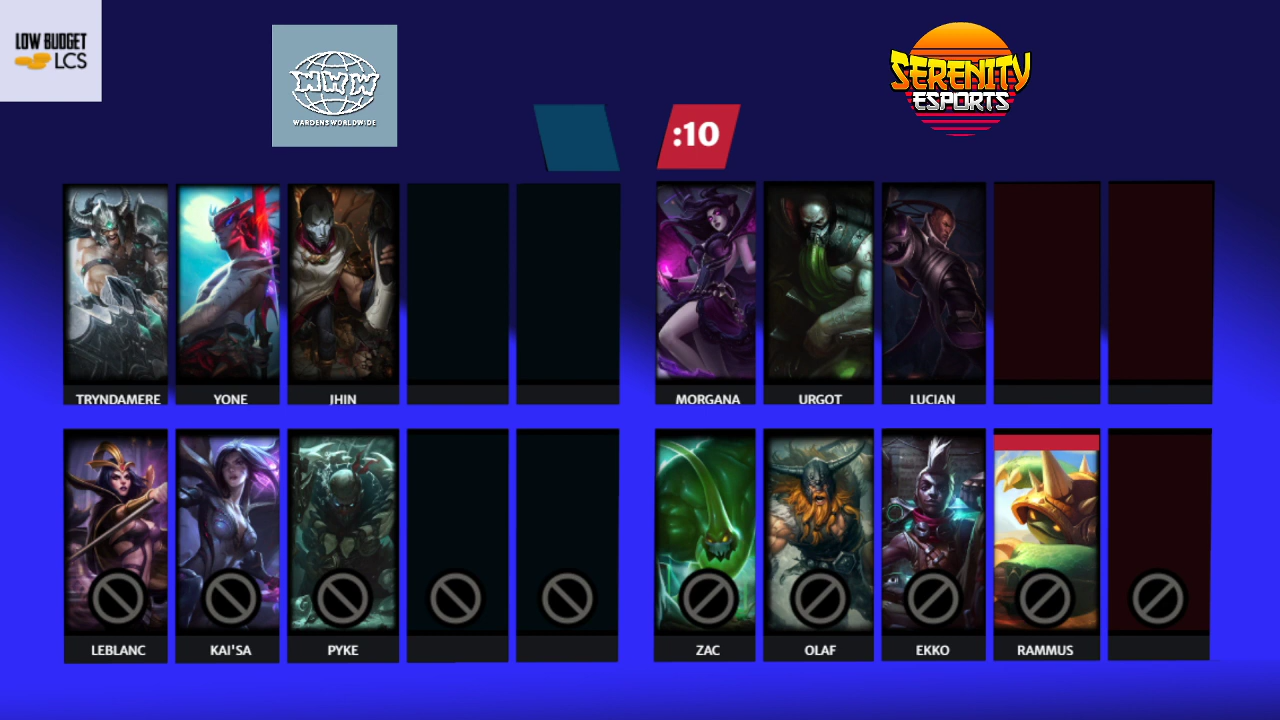 LOW BUDGET
LCS
WWW
WARDENSWORLDWIDE
SERENITY
ESPORTS
:10
TRYNDAMERE
YONE
JHIN
MORGANA
URGOT
LUCIAN
LEBLANC
KAI'SA
PYKE
ZAC
OLAF
EKKO
RAMMUS